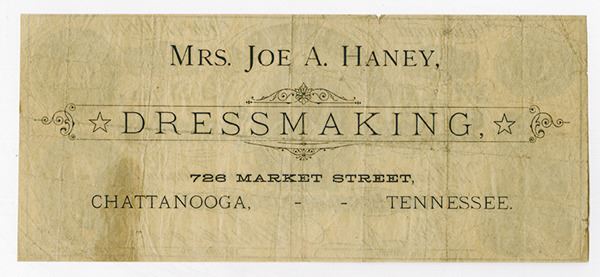 MRS. JOE A. HANEY,
☆ DRESSMAKING, ☆
726 MARKET STREET,
CHATTANOOGA, - - TENNESSEE.